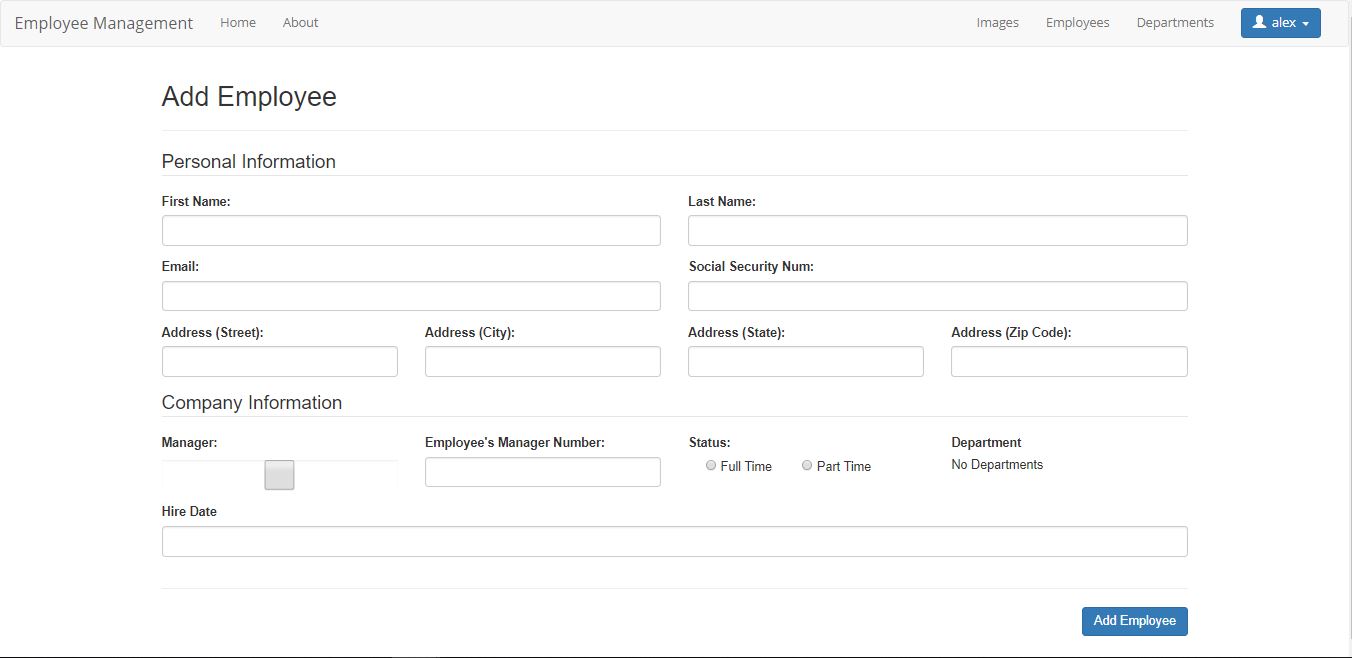 Employee Management Home About Images Employees Departments alex
Add Employee
Personal Information
First Name: Last Name:
Email: Social Security Num:
Address (Street): Address (City): Address (State): Address (Zip Code):
Company Information
Manager: Employee's Manager Number: Status: Department
Full Time Part Time No Departments
Hire Date
Add Employee